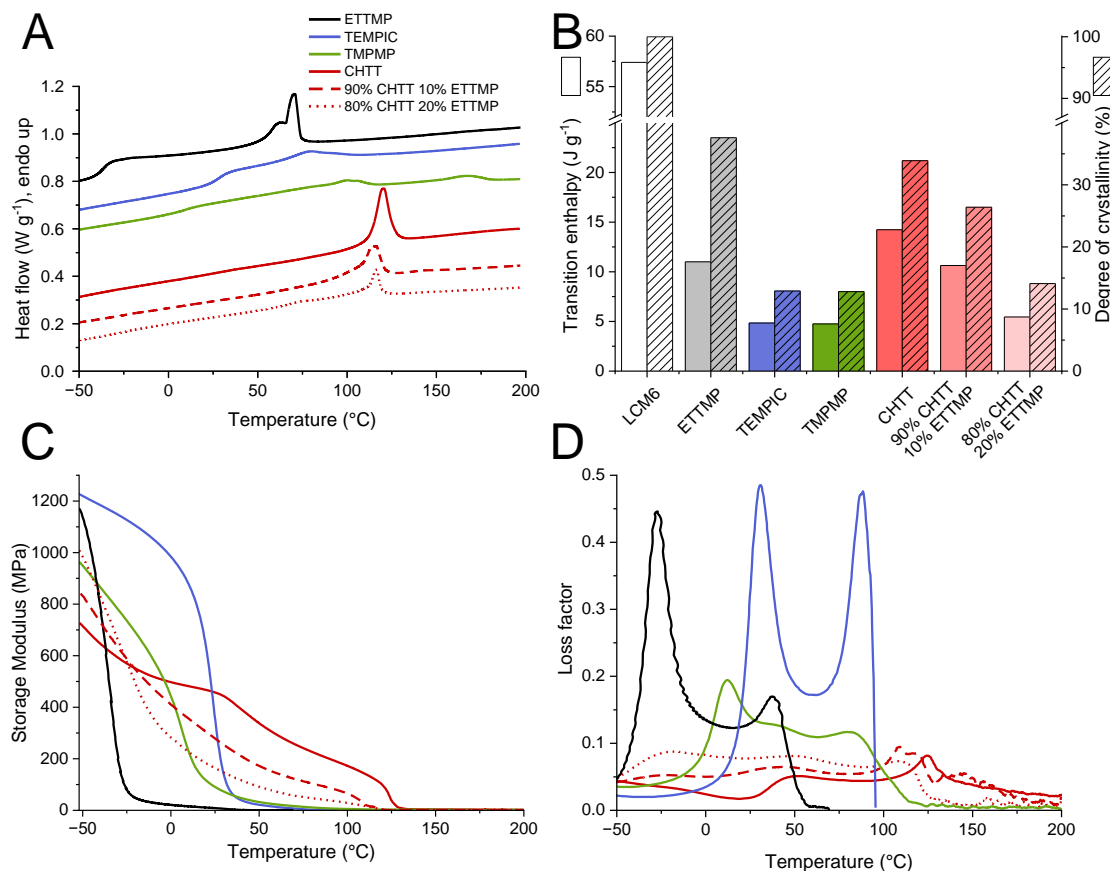 A
ETTMP
TEMPIC
TMPMP
CHTT
90% CHTT 10% ETTMP
80% CHTT 20% ETTMP
Heat flow (W g⁻¹), endo up
1.2
1.0
0.8
0.6
0.4
0.2
0.0
−50 0 50 100 150 200
Temperature (°C)
B
Transition enthalpy (J g⁻¹)
60
55
20
15
10
5
0
Degree of crystallinity (%)
100
90
30
20
10
0
LCM6
ETTMP
TEMPIC
TMPMP
CHTT
90% CHTT
10% ETTMP
80% CHTT
20% ETTMP
C
Storage Modulus (MPa)
1200
1000
800
600
400
200
0
−50 0 50 100 150 200
Temperature (°C)
D
Loss factor
0.5
0.4
0.3
0.2
0.1
0.0
−50 0 50 100 150 200
Temperature (°C)